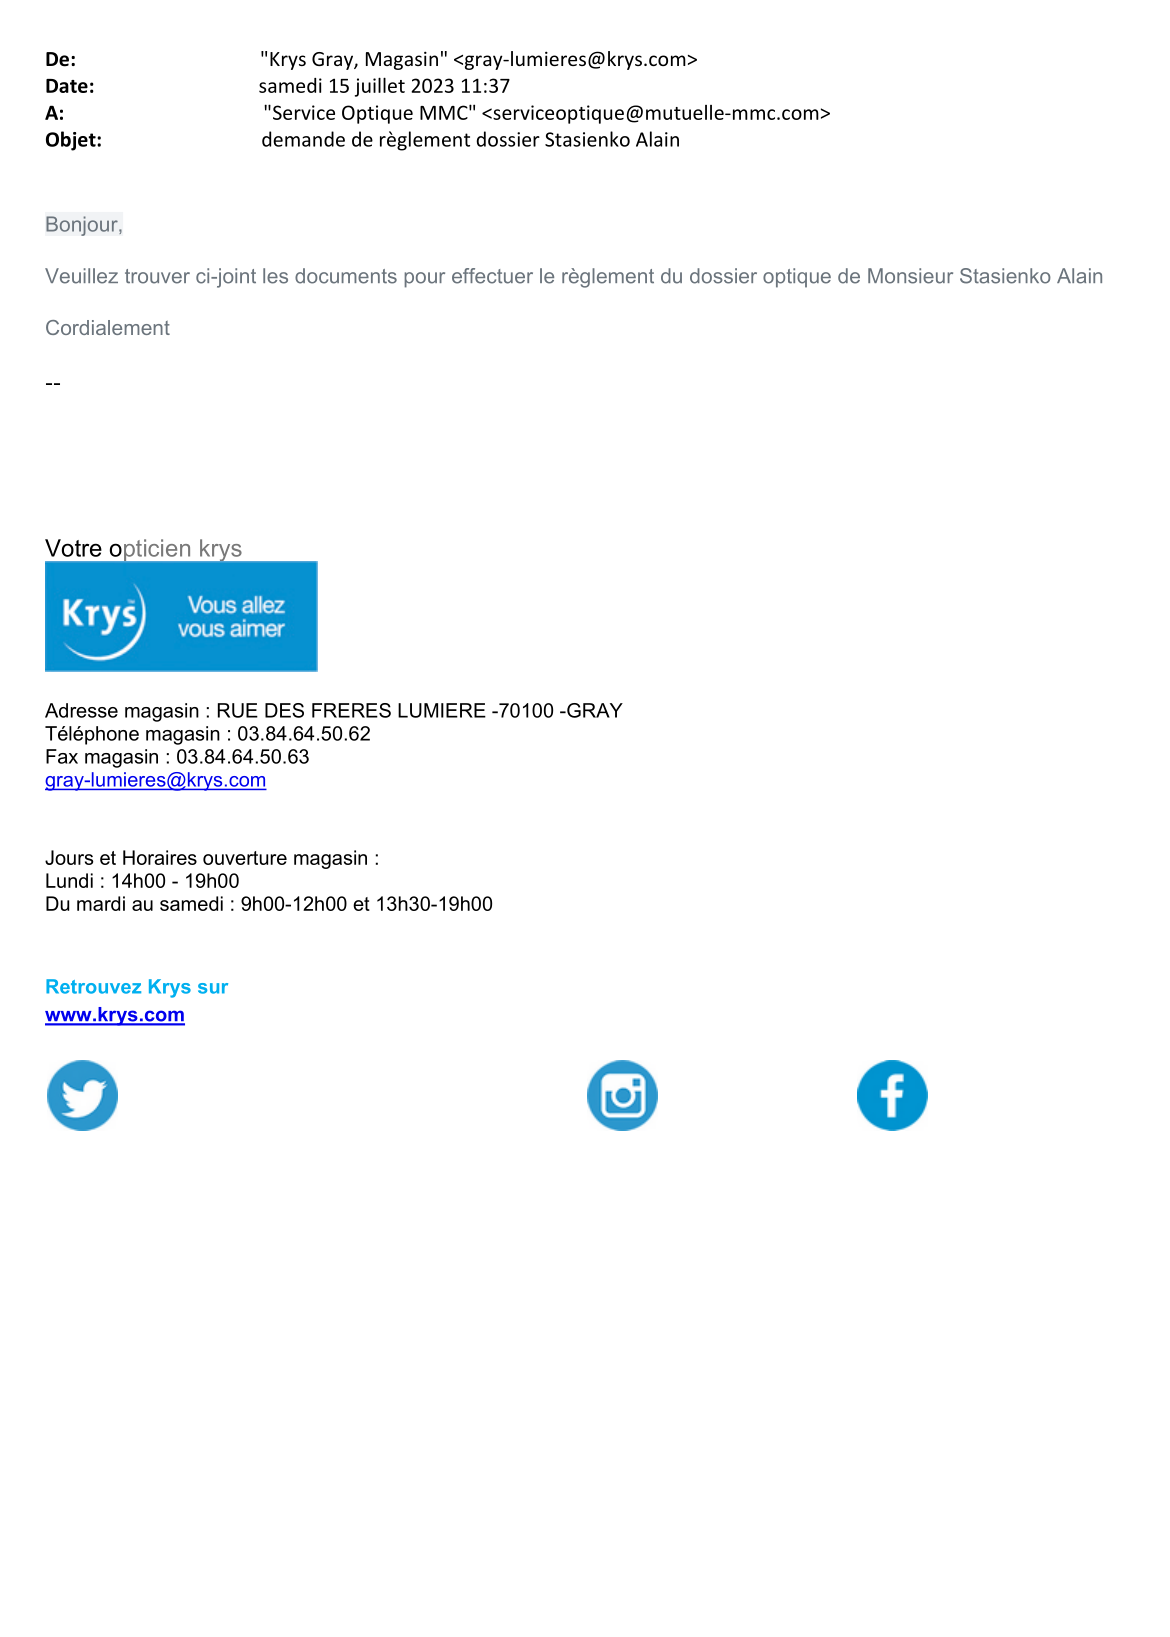 De: "Krys Gray, Magasin" <gray-lumieres@krys.com>
Date: samedi 15 juillet 2023 11:37
A: "Service Optique MMC" <serviceoptique@mutuelle-mmc.com>
Objet: demande de règlement dossier Stasienko Alain
Bonjour,
Veuillez trouver ci-joint les documents pour effectuer le règlement du dossier optique de Monsieur Stasienko Alain
Cordialement
--
Votre opticien krys
Krys Vous allez
vous aimer
Adresse magasin : RUE DES FRERES LUMIERE -70100 -GRAY
Téléphone magasin : 03.84.64.50.62
Fax magasin : 03.84.64.50.63
gray-lumieres@krys.com
Jours et Horaires ouverture magasin :
Lundi : 14h00 - 19h00
Du mardi au samedi : 9h00-12h00 et 13h30-19h00
Retrouvez Krys sur
www.krys.com